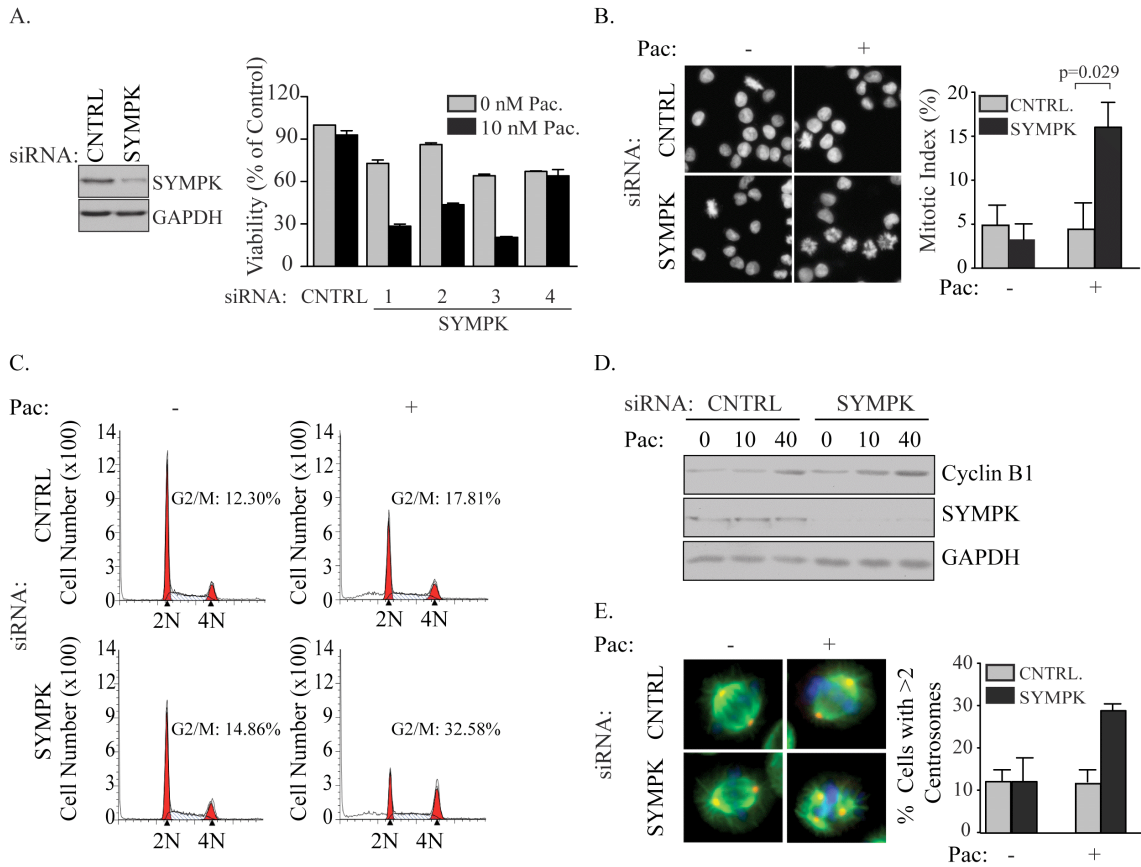 A.
siRNA:
CNTRL
SYMPK
SYMPK
GAPDH
Viability (% of Control)
120
90
60
30
0
0 nM Pac.
10 nM Pac.
siRNA: CNTRL 1 2 3 4
SYMPK
B.
Pac: - +
siRNA:
CNTRL
SYMPK
Mitotic Index (%)
20
15
10
5
0
p=0.029
CNTRL.
SYMPK
Pac: - +
C.
Pac: - +
siRNA:
CNTRL
Cell Number (x100)
14
12
9
6
3
0
G2/M: 12.30%
2N 4N
Cell Number (x100)
14
12
9
6
3
0
G2/M: 17.81%
2N 4N
SYMPK
Cell Number (x100)
14
12
9
6
3
0
G2/M: 14.86%
2N 4N
Cell Number (x100)
14
12
9
6
3
0
G2/M: 32.58%
2N 4N
D.
siRNA: CNTRL SYMPK
Pac: 0 10 40 0 10 40
Cyclin B1
SYMPK
GAPDH
E.
Pac: - +
siRNA:
CNTRL
SYMPK
% Cells with >2
Centrosomes
40
30
20
10
0
CNTRL.
SYMPK
Pac: - +